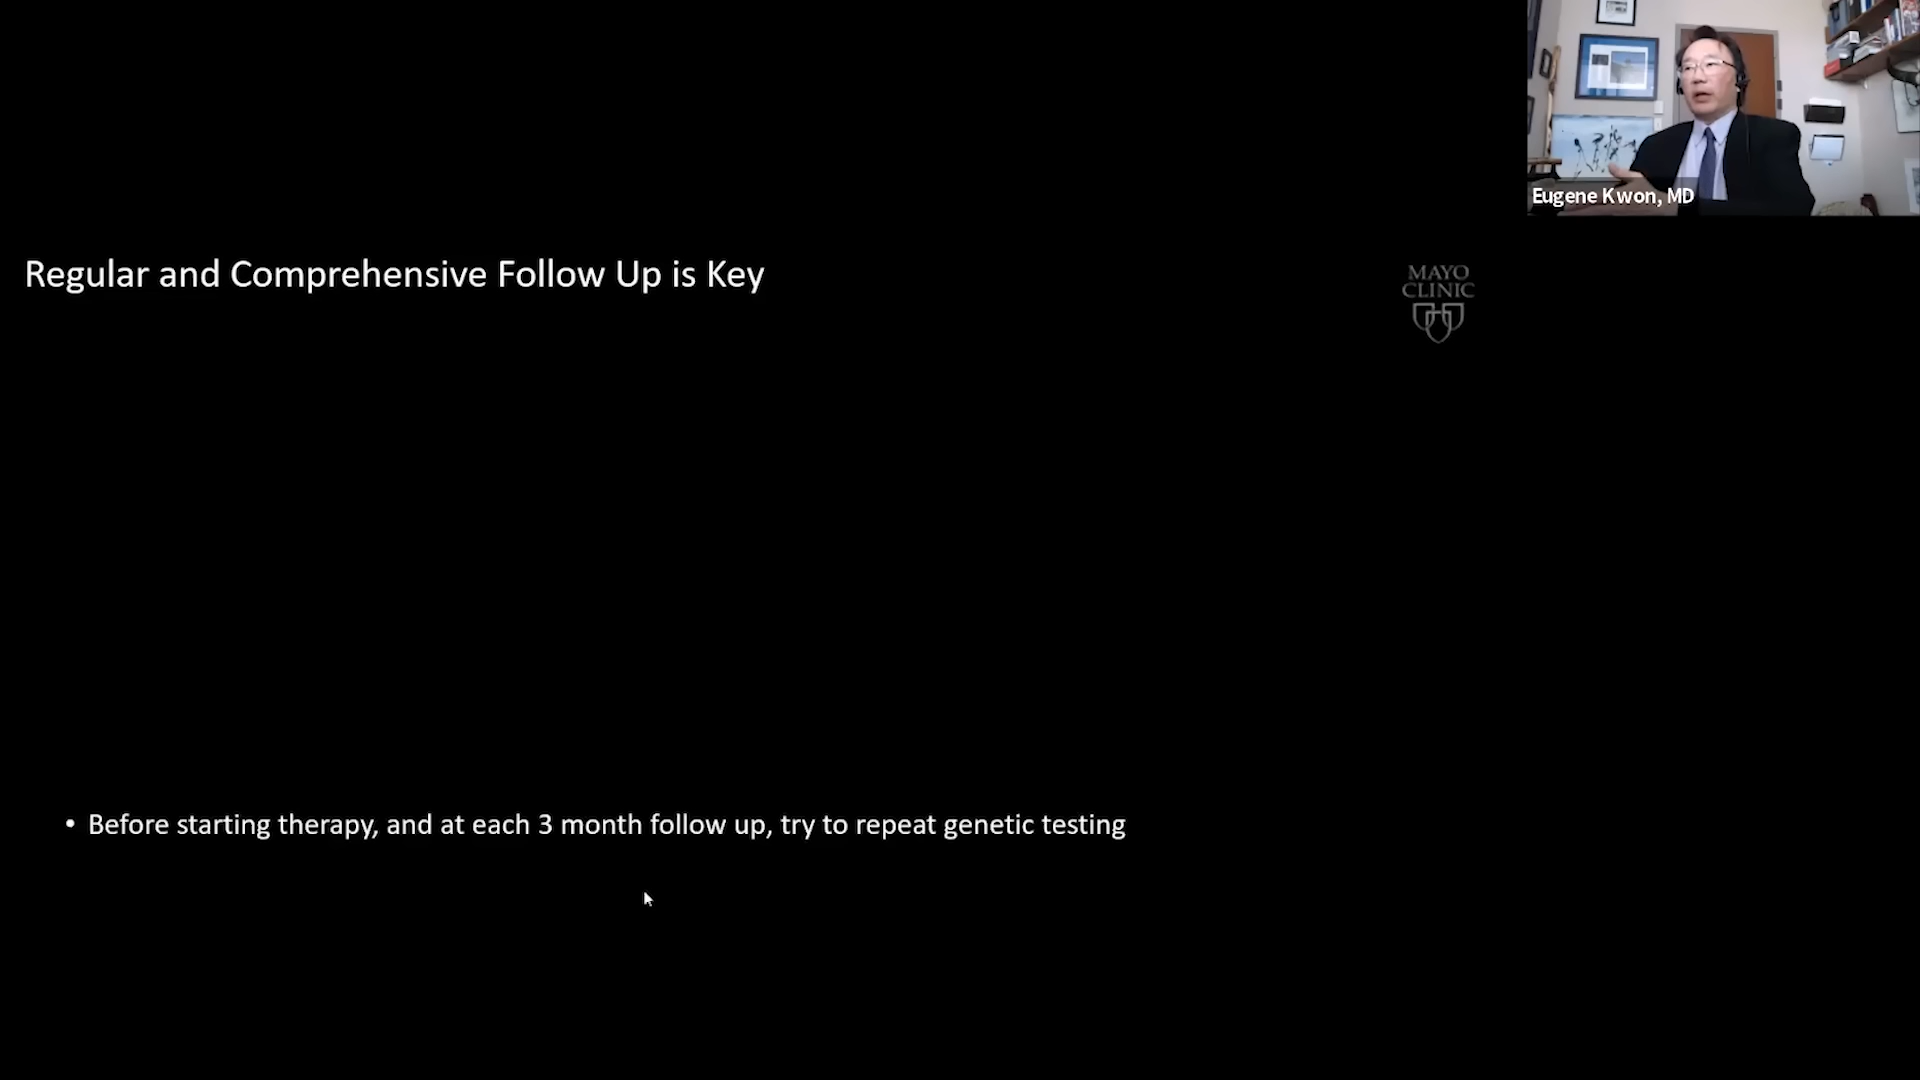 Eugene Kwon, MD
Regular and Comprehensive Follow Up is Key
MAYO
CLINIC
• Before starting therapy, and at each 3 month follow up, try to repeat genetic testing